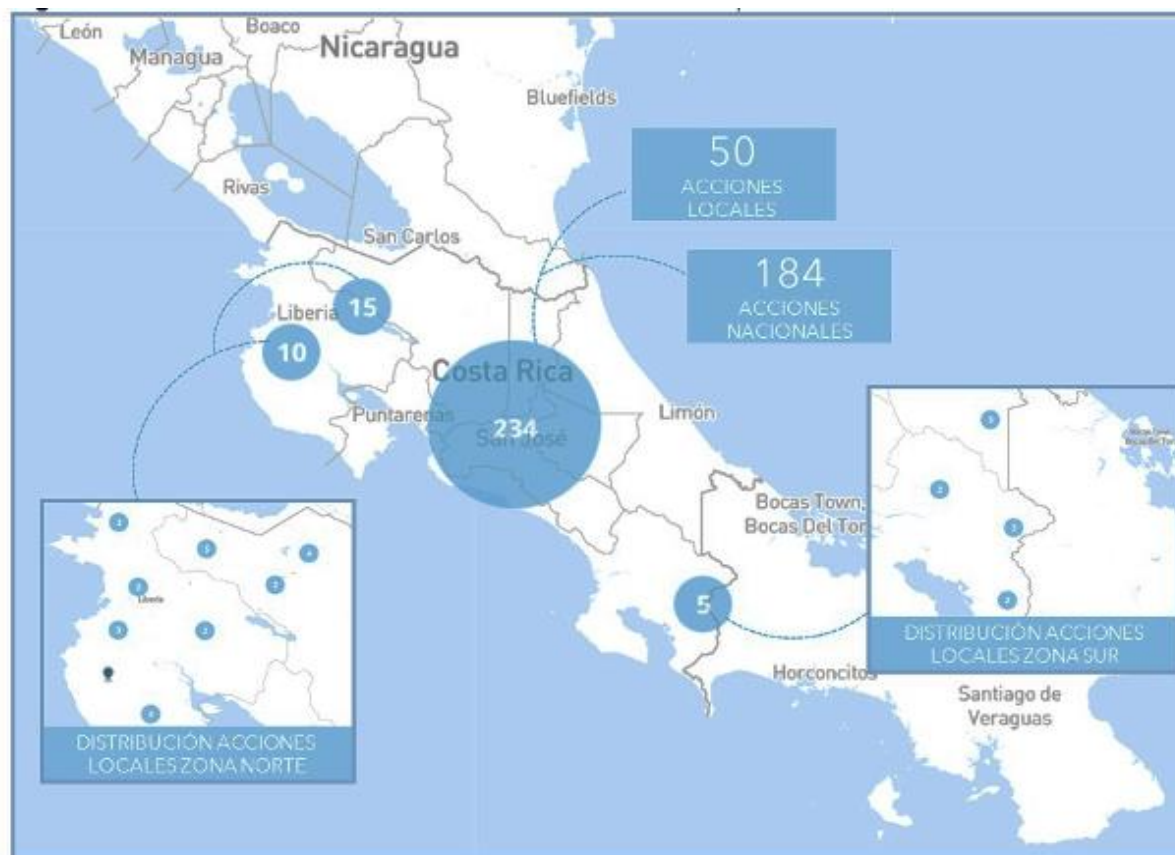 León
Boaco
Nicaragua
Managua
Bluefields
50
ACCIONES
LOCALES
Rivas
San Carlos
184
ACCIONES
NACIONALES
15
Liberia
10
Costa Rica
Puntarenas
234
San José
Limón
Bocas Town,
Bocas Del Tor
5
Horconcitos
Santiago de
Veraguas
Liberia
DISTRIBUCIÓN ACCIONES
LOCALES ZONA NORTE
2
DISTRIBUCIÓN ACCIONES
LOCALES ZONA SUR